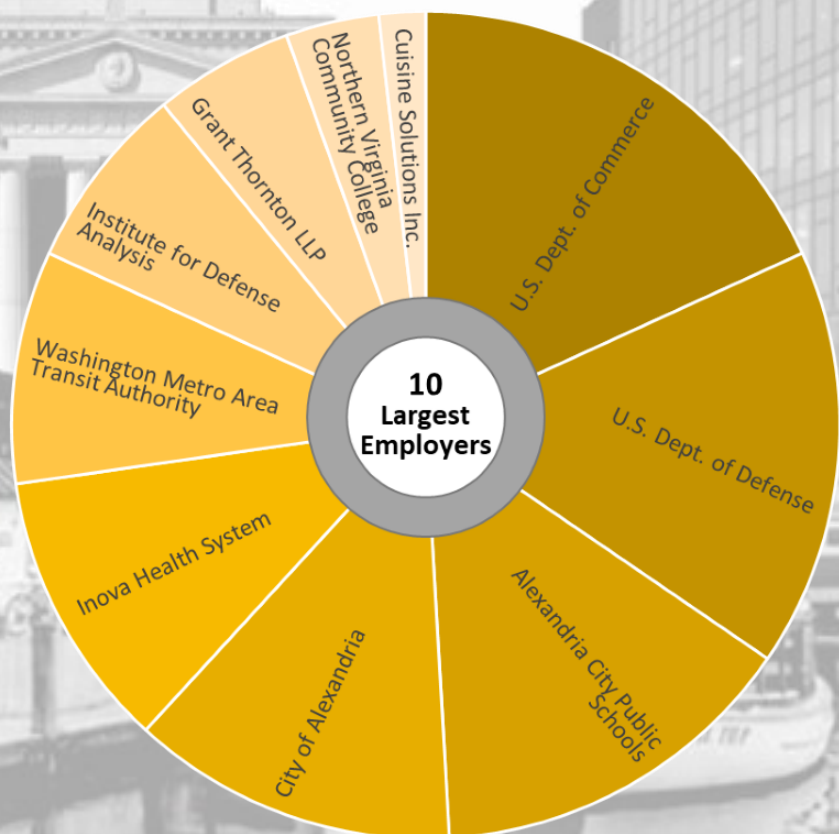 10
Largest
Employers
U.S. Dept. of Commerce
U.S. Dept. of Defense
Alexandria City Public
Schools
City of Alexandria
Inova Health System
Washington Metro Area
Transit Authority
Institute for Defense
Analysis
Grant Thornton LLP
Northern Virginia
Community College
Cuisine Solutions Inc.